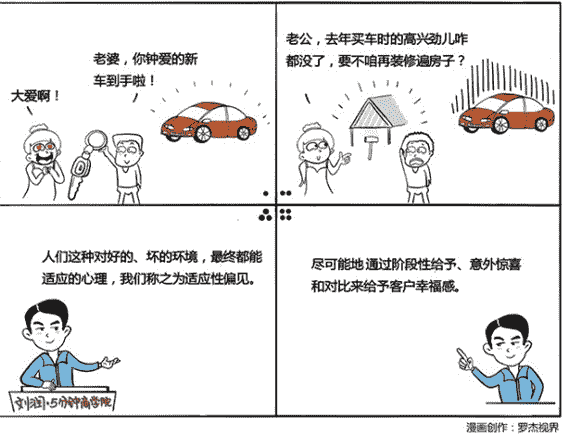 老婆，你钟爱的新
车到手啦！
大爱啊！
老公，去年买车时的高兴劲儿咋
都没了，要不咱再装修遍房子？
人们这种对好的、坏的环境，最终都能
适应的心理，我们称之为适应性偏见。
刘润·5分钟商学院
尽可能地通过阶段性给予、意外惊喜
和对比来给予客户幸福感。
漫画创作：罗杰视界